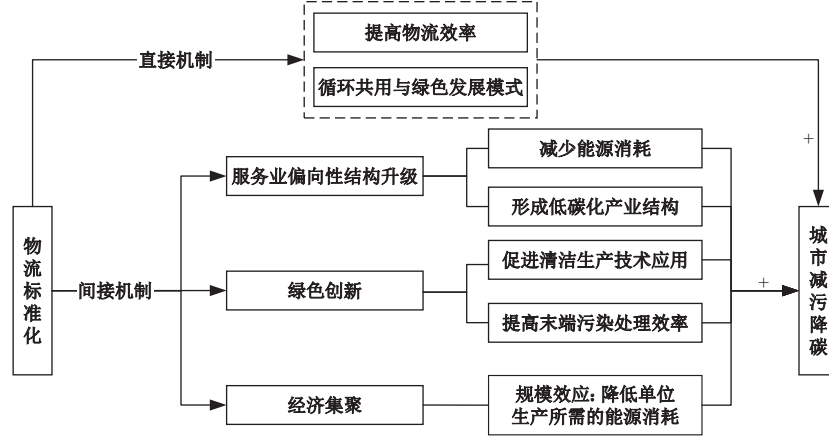 提高物流效率
直接机制
循环共用与绿色发展模式
+
减少能源消耗
服务业偏向性结构升级
形成低碳化产业结构
物流标准化
间接机制
促进清洁生产技术应用
绿色创新
提高末端污染处理效率
+
城市减污降碳
经济集聚
规模效应:降低单位
生产所需的能源消耗